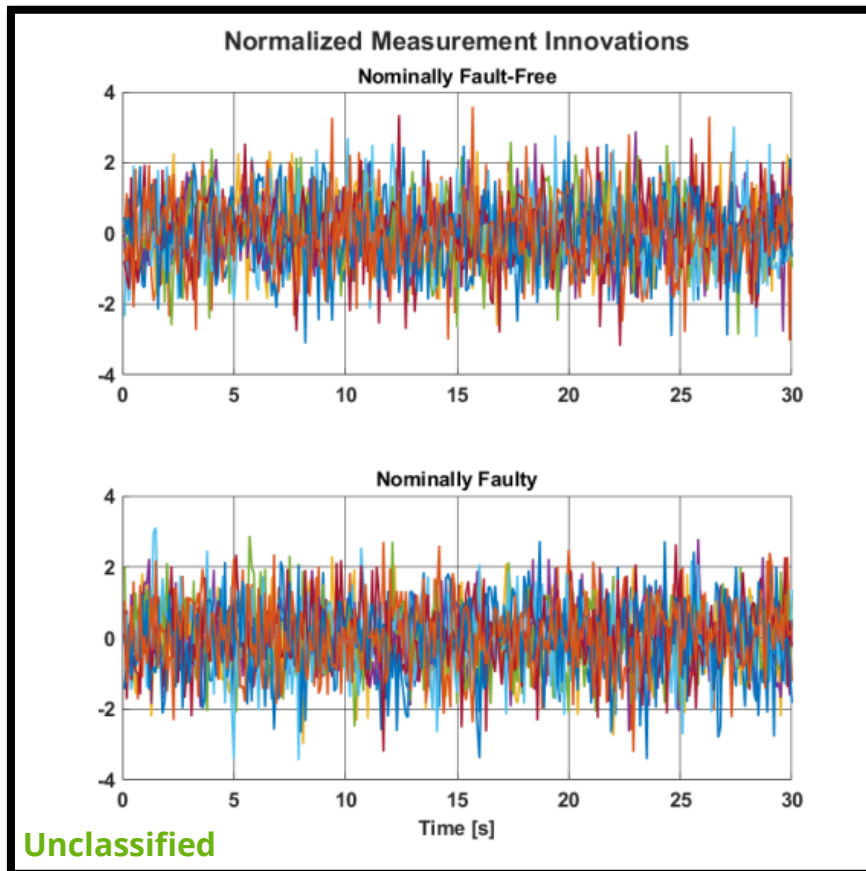 Normalized Measurement Innovations
Nominally Fault-Free
4
2
0
-2
-4
0 5 10 15 20 25 30
Nominally Faulty
4
2
0
-2
-4
0 5 10 15 20 25 30
Time [s]
Unclassified